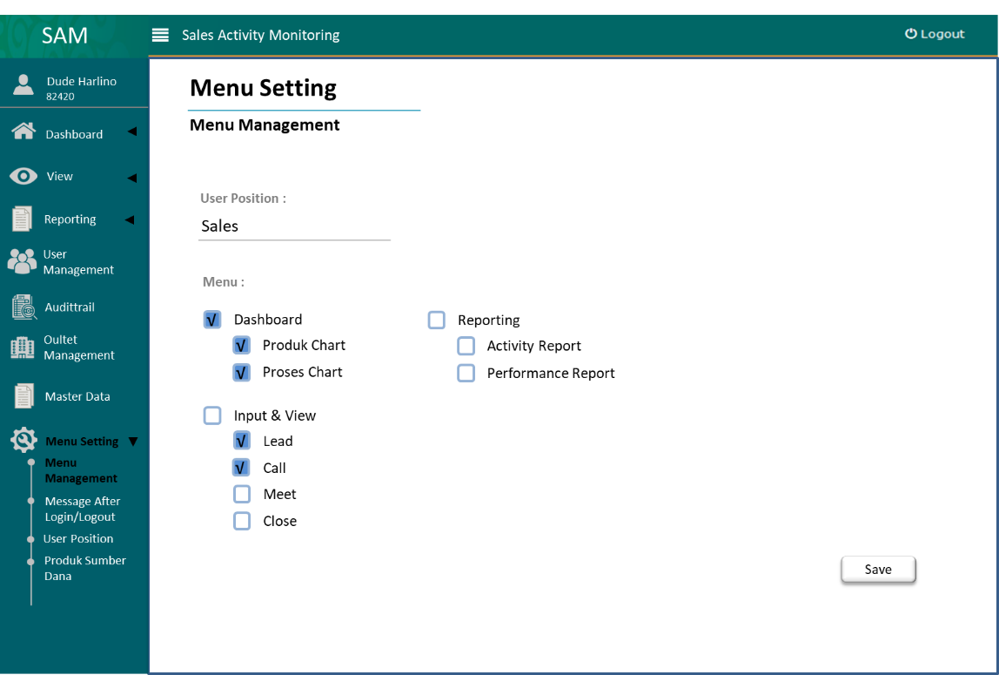 SAM
Sales Activity Monitoring
Logout
Dude Harlino
82420
Dashboard
View
Reporting
User
Management
Audittrail
Oultet
Management
Master Data
Menu Setting
Menu
Management
Message After
Login/Logout
User Position
Produk Sumber
Dana
Menu Setting
Menu Management
User Position :
Sales
Menu :
√ Dashboard
√ Produk Chart
√ Proses Chart
Input & View
√ Lead
√ Call
Meet
Close
Reporting
Activity Report
Performance Report
Save